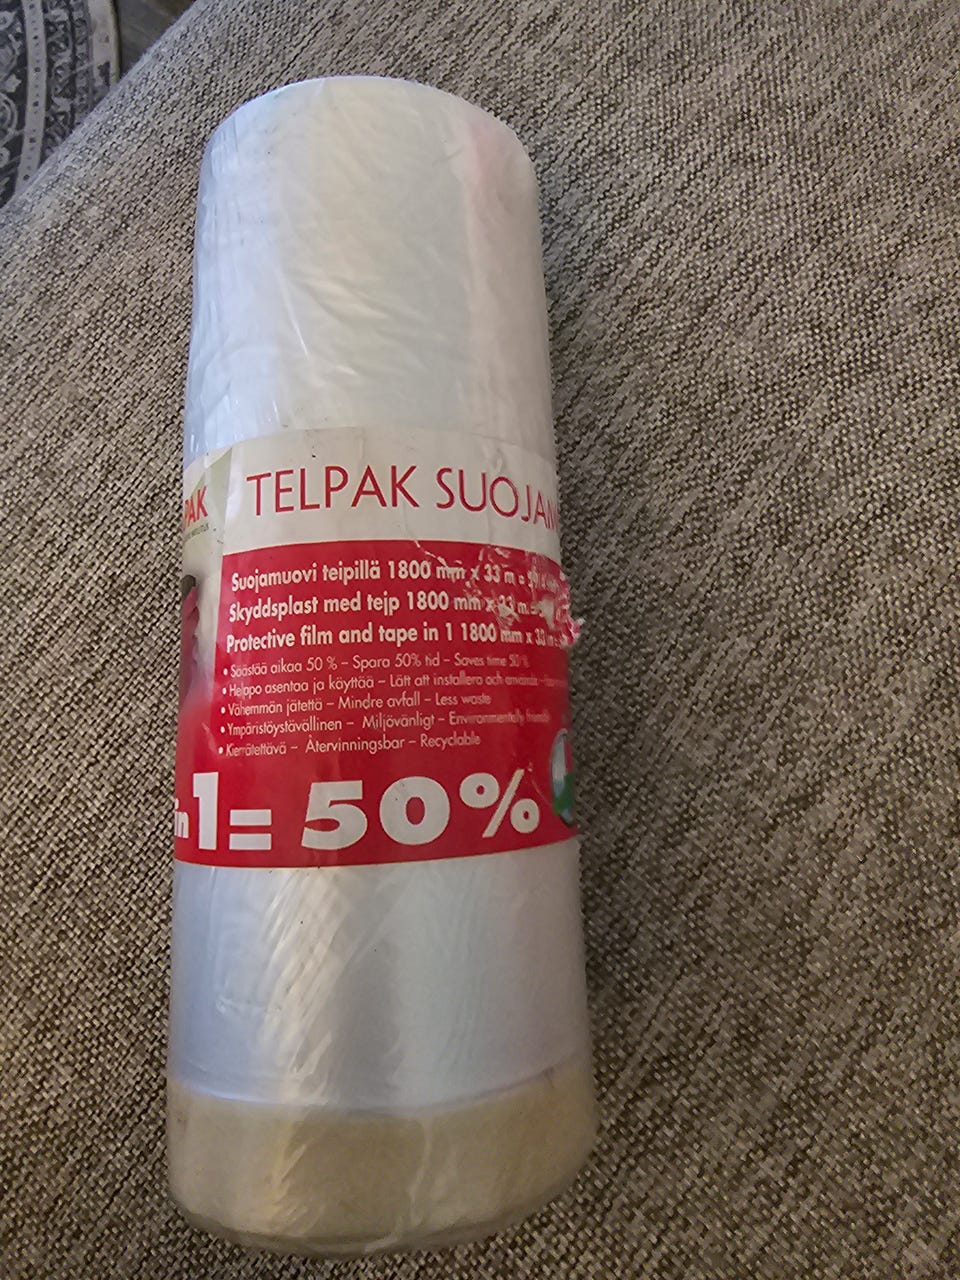 TELPAK SUOJAM
PAK
Suojamuovi teipillä 1800 mm x 33 m =
Skyddsplast med tejp 1800 mm x 33 m =
Protective film and tape in 1 1800 mm x 33 m =
• Säästää aikaa 50 % – Spara 50% tid – Saves time 50 %
• Helppo asentaa ja käyttää – Lätt att installera och använda –
• Vähemmän jätettä – Mindre avfall – Less waste
• Ympäristöystävällinen – Miljövänligt – Environmentally friendly
• Kierrätettävä – Återvinningsbar – Recyclable
in 1 = 50%